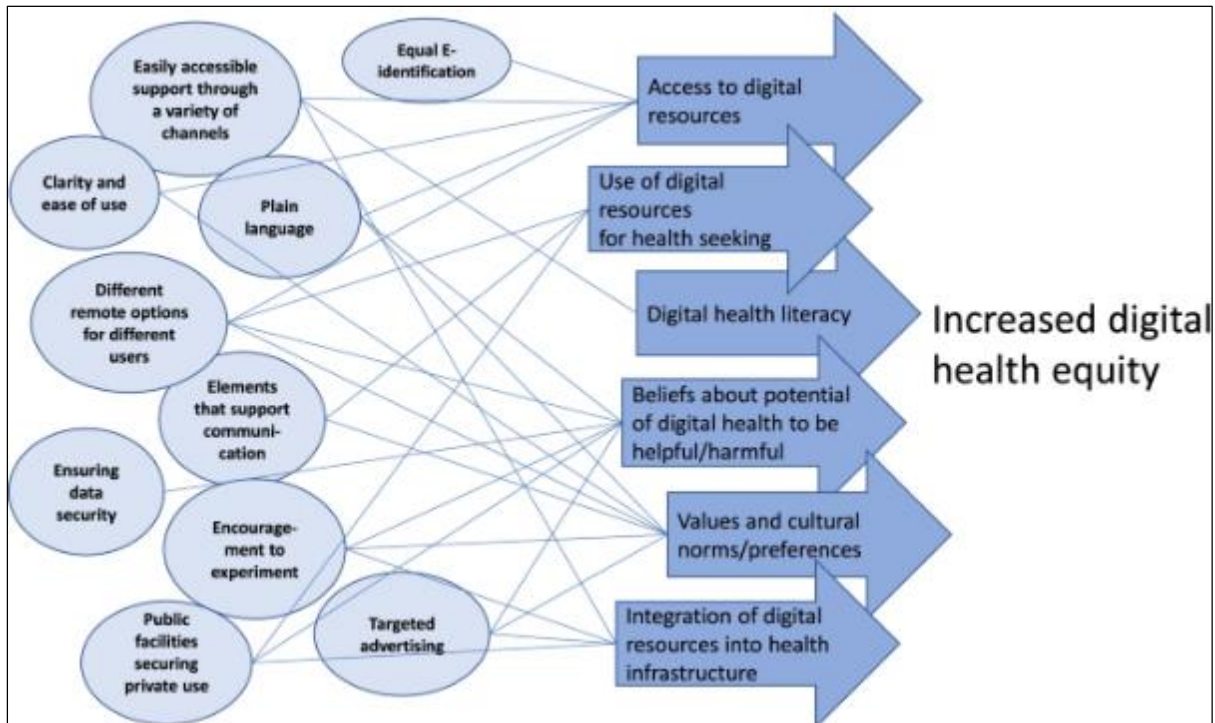 Easily accessible
support through
a variety of
channels
Equal E-
identification
Clarity and
ease of use
Plain
language
Different
remote options
for different
users
Elements
that support
communi-
cation
Ensuring
data
security
Encourage-
ment to
experiment
Public
facilities
securing
private use
Targeted
advertising
Access to digital
resources
Use of digital
resources
for health seeking
Digital health literacy
Beliefs about potential
of digital health to be
helpful/harmful
Values and cultural
norms/preferences
Integration of digital
resources into health
infrastructure
Increased digital
health equity